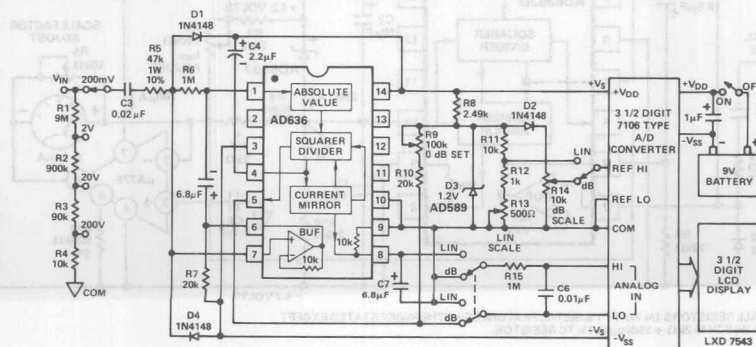 D1
1N4148
C4
2.2μF
VIN
200mV
R5
47k
1W
10%
R6
1M
C3
0.02μF
R1
9M
2V
R2
900k
20V
R3
90k
200V
R4
10k
COM
6.8μF
R7
20k
D4
1N4148
1
2
3
4
5
6
7
ABSOLUTE
VALUE
AD636
SQUARER
DIVIDER
CURRENT
MIRROR
BUF
10k
10k
14
13
12
11
10
9
8
C7
6.8μF
+VS
R8
2.49k
D2
1N4148
R9
100k
0 dB SET
R10
20k
R11
10k
R12
1k
R13
500Ω
D3
1.2V
AD589
LIN
SCALE
LIN
dB
R14
10k
dB
SCALE
LIN
dB
LIN
dB
R15
1M
C6
0.01μF
+VDD
3 1/2 DIGIT
7106 TYPE
A/D
CONVERTER
REF HI
REF LO
COM
HI
ANALOG
IN
LO
-VS
-VSS
+VDD
ON
OF
1μF
-VSS
9V
BATTERY
3 1/2
DIGIT
LCD
DISPLAY
LXD 7543